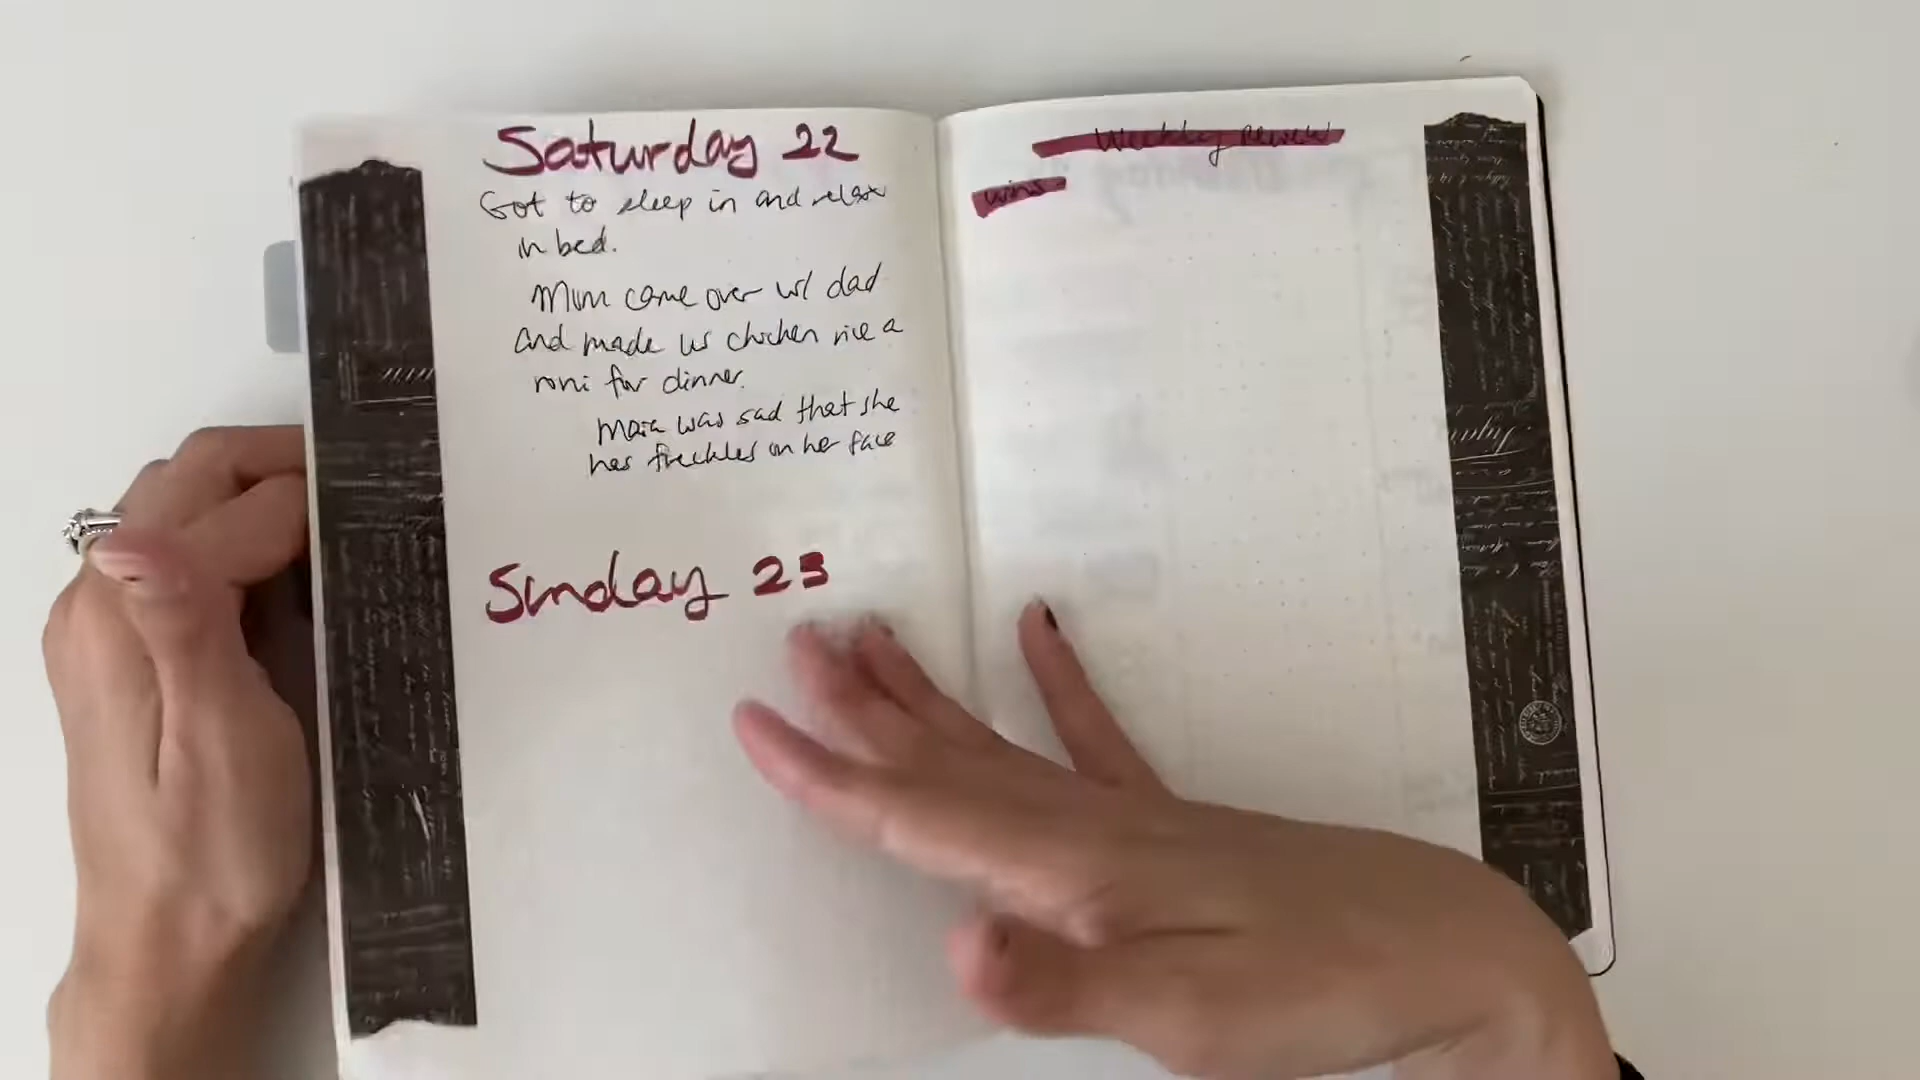 Saturday 22
Got to sleep in and relax
in bed.
Mum came over w/ dad
and made us chicken rice a
roni for dinner.
Maia was sad that she
has freckles on her face
Sunday 23
Weekly review
wins